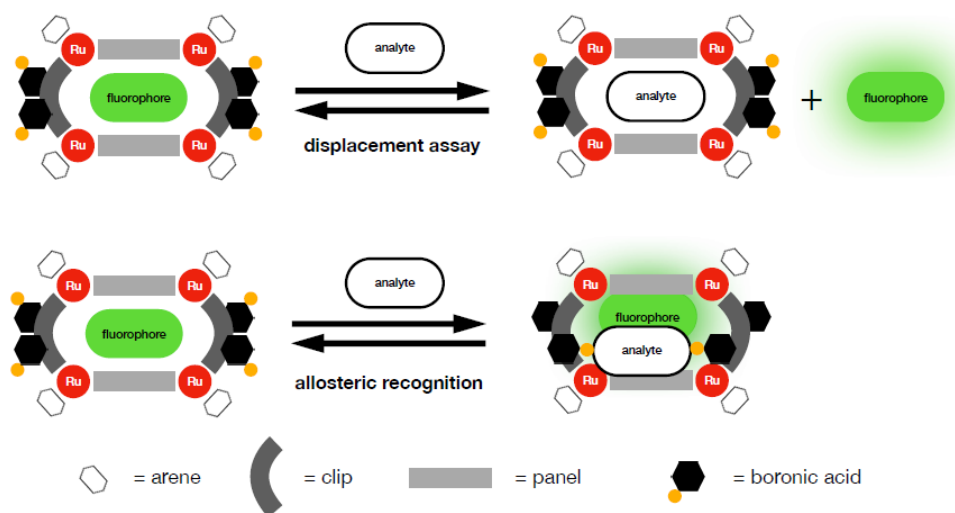 analyte
Ru Ru Ru Ru
fluorophore analyte + fluorophore
displacement assay
Ru Ru Ru Ru
analyte
Ru Ru Ru Ru
fluorophore fluorophore
analyte
allosteric recognition
Ru Ru Ru Ru
= arene = clip = panel = boronic acid